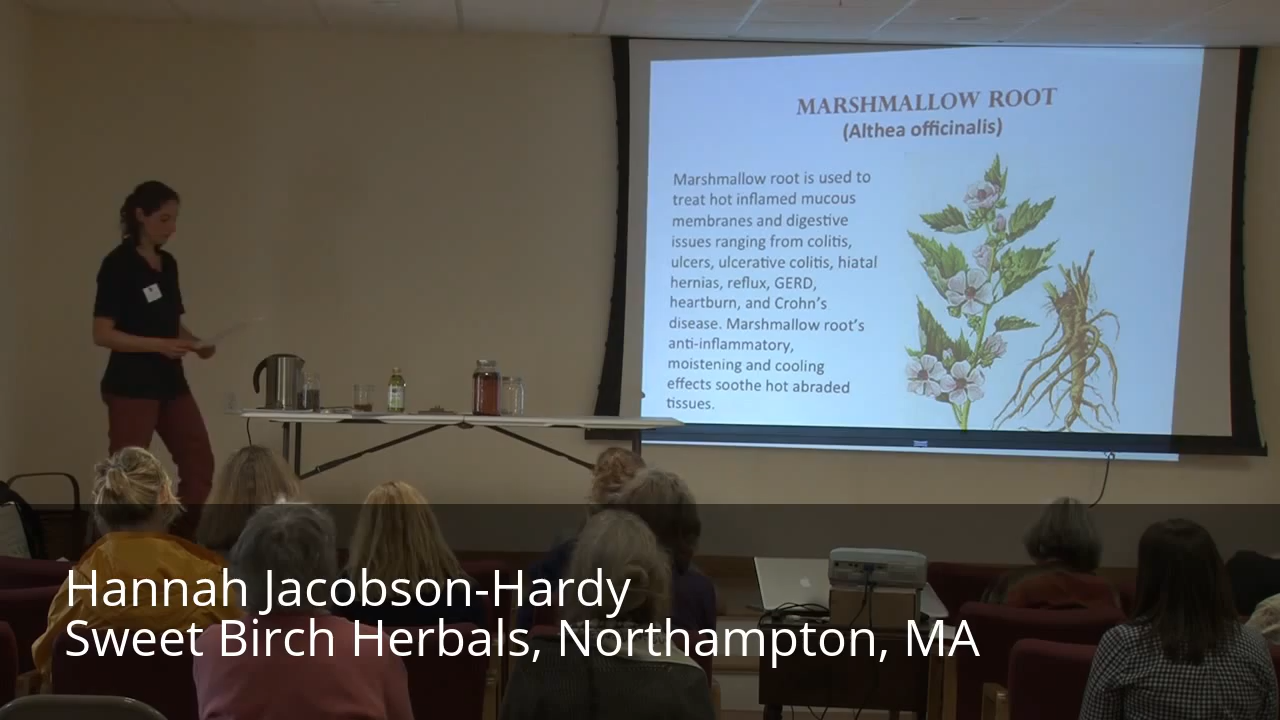 MARSHMALLOW ROOT
(Althea officinalis)
Marshmallow root is used to
treat hot inflamed mucous
membranes and digestive
issues ranging from colitis,
ulcers, ulcerative colitis, hiatal
hernias, reflux, GERD,
heartburn, and Crohn's
disease. Marshmallow root's
anti-inflammatory,
moistening and cooling
effects soothe hot abraded
tissues.
Hannah Jacobson-Hardy
Sweet Birch Herbals, Northampton, MA